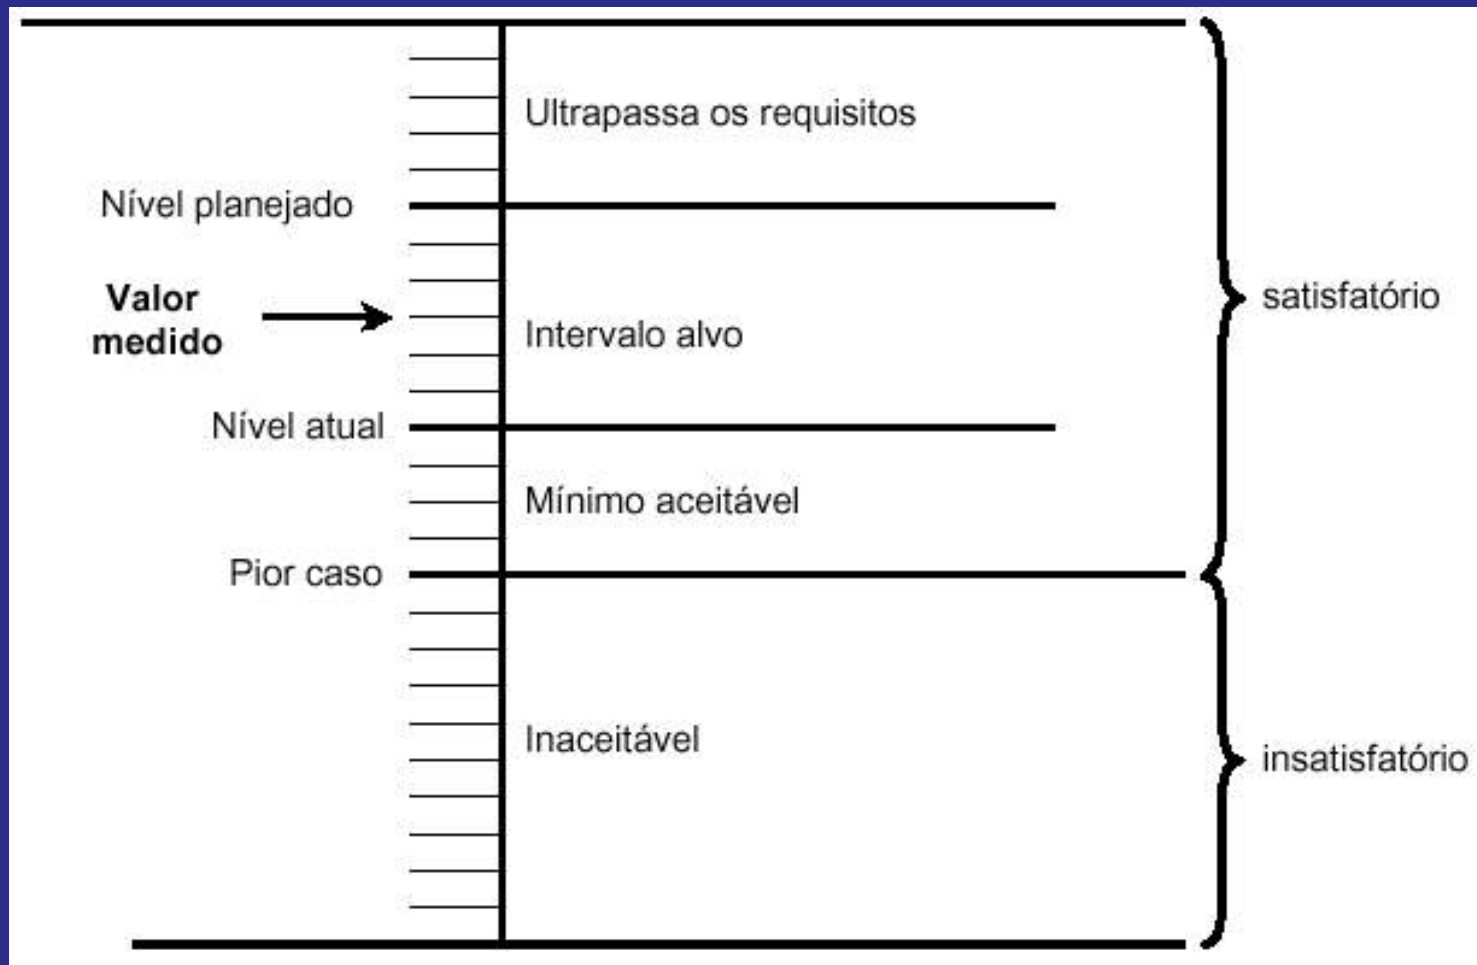 Ultrapassa os requisitos
Nível planejado
Valor
medido
satisfatório
Intervalo alvo
Nível atual
Mínimo aceitável
Pior caso
Inaceitável
insatisfatório